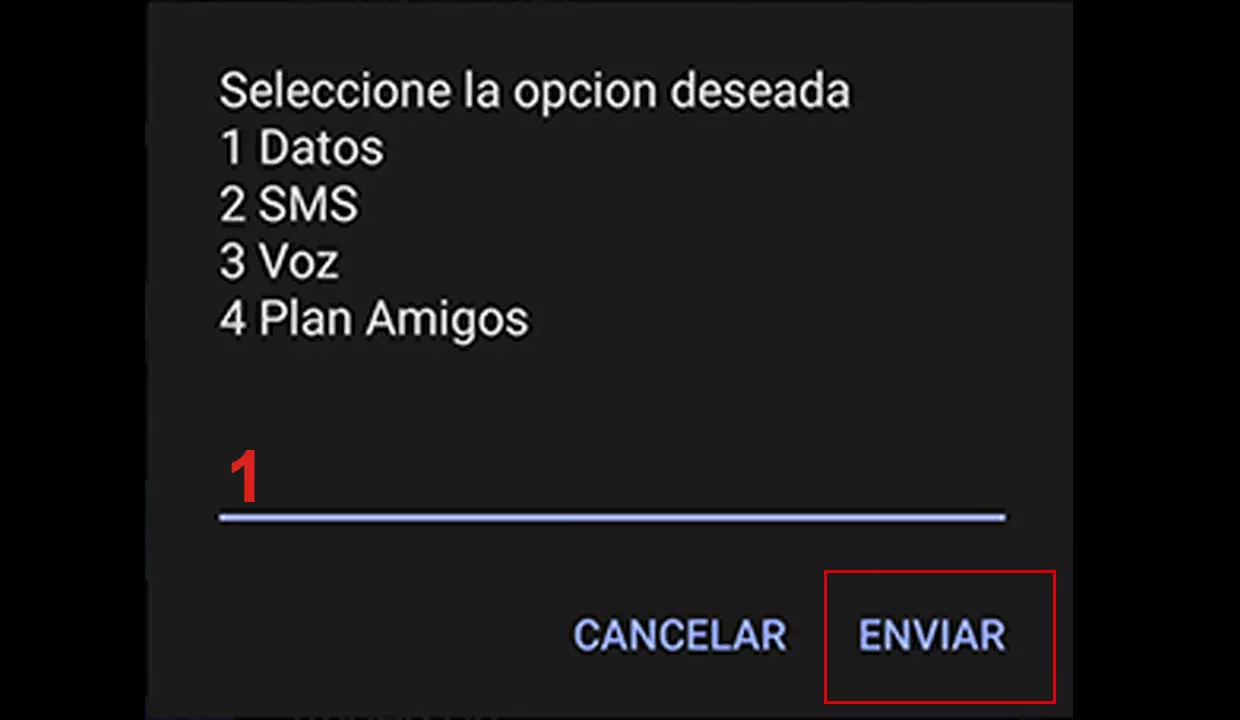 Seleccione la opcion deseada
1 Datos
2 SMS
3 Voz
4 Plan Amigos
1
CANCELAR ENVIAR